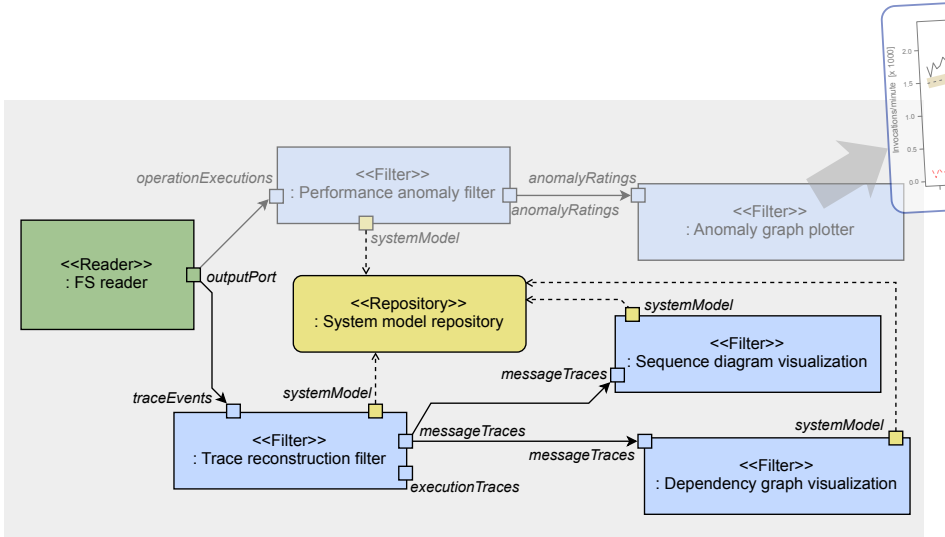 Invocations/minute [x 1000]
2.0
1.5
1.0
0.5
0.0
<<Filter>>
: Performance anomaly filter
operationExecutions
anomalyRatings
anomalyRatings
systemModel
<<Filter>>
: Anomaly graph plotter
<<Reader>>
: FS reader
outputPort
<<Repository>>
: System model repository
systemModel
<<Filter>>
: Sequence diagram visualization
messageTraces
traceEvents
systemModel
<<Filter>>
: Trace reconstruction filter
messageTraces
executionTraces
messageTraces
systemModel
<<Filter>>
: Dependency graph visualization